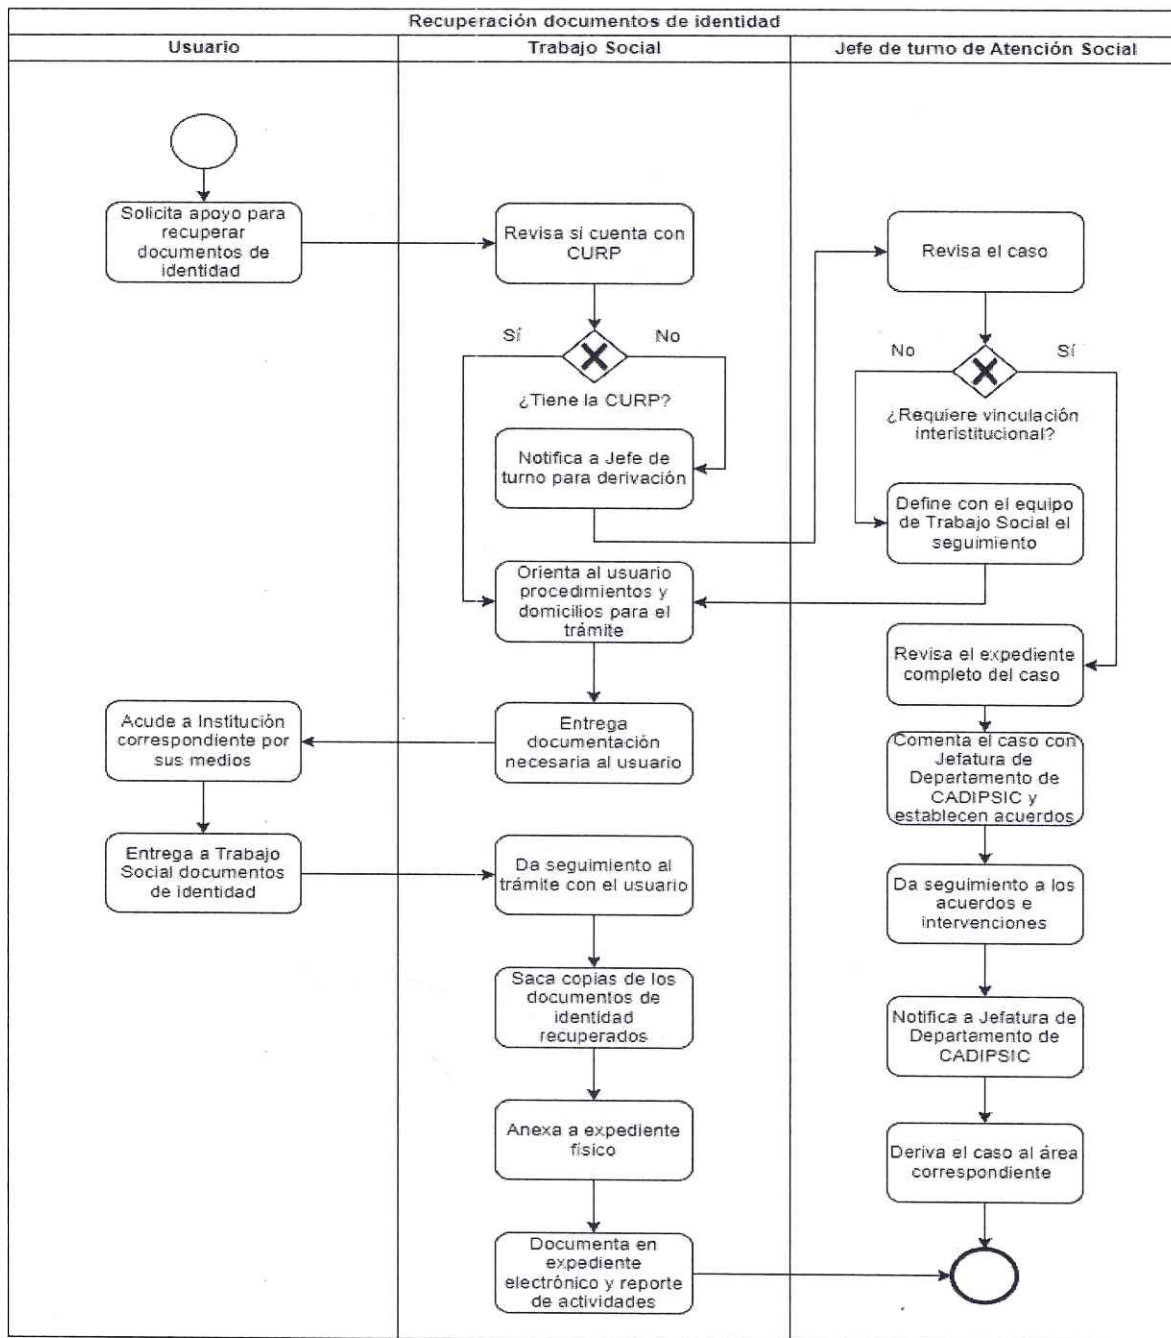 Recuperación documentos de identidad
Usuario
Trabajo Social
Jefe de turno de Atención Social
Solicita apoyo para
recuperar
documentos de
identidad
Revisa si cuenta con
CURP
Revisa el caso
Sí
No
¿Tiene la CURP?
No
Sí
¿Requiere vinculación
interistitucional?
Notifica a Jefe de
turno para derivación
Define con el equipo
de Trabajo Social el
seguimiento
Orienta al usuario
procedimientos y
domicilios para el
trámite
Revisa el expediente
completo del caso
Acude a Institución
correspondiente por
sus medios
Entrega
documentación
necesaria al usuario
Comenta el caso con
Jefatura de
Departamento de
CADIPSIC y
establecen acuerdos
Entrega a Trabajo
Social documentos
de identidad
Da seguimiento al
trámite con el usuario
Da seguimiento a los
acuerdos e
intervenciones
Saca copias de los
documentos de
identidad
recuperados
Notifica a Jefatura de
Departamento de
CADIPSIC
Anexa a expediente
físico
Deriva el caso al área
correspondiente
Documenta en
expediente
electrónico y reporte
de actividades